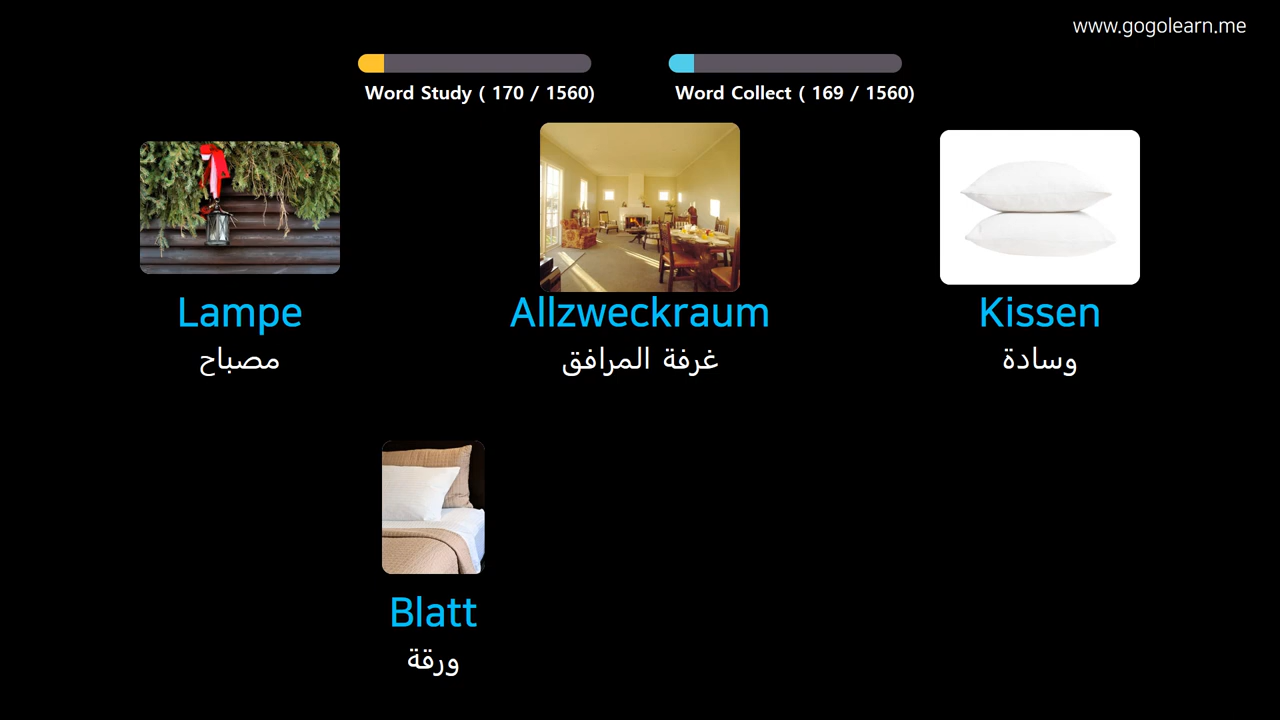 www.gogolearn.me
Word Study ( 170 / 1560)
Word Collect ( 169 / 1560)
Lampe
مصباح
Allzweckraum
غرفة المرافق
Kissen
وسادة
Blatt
ورقة